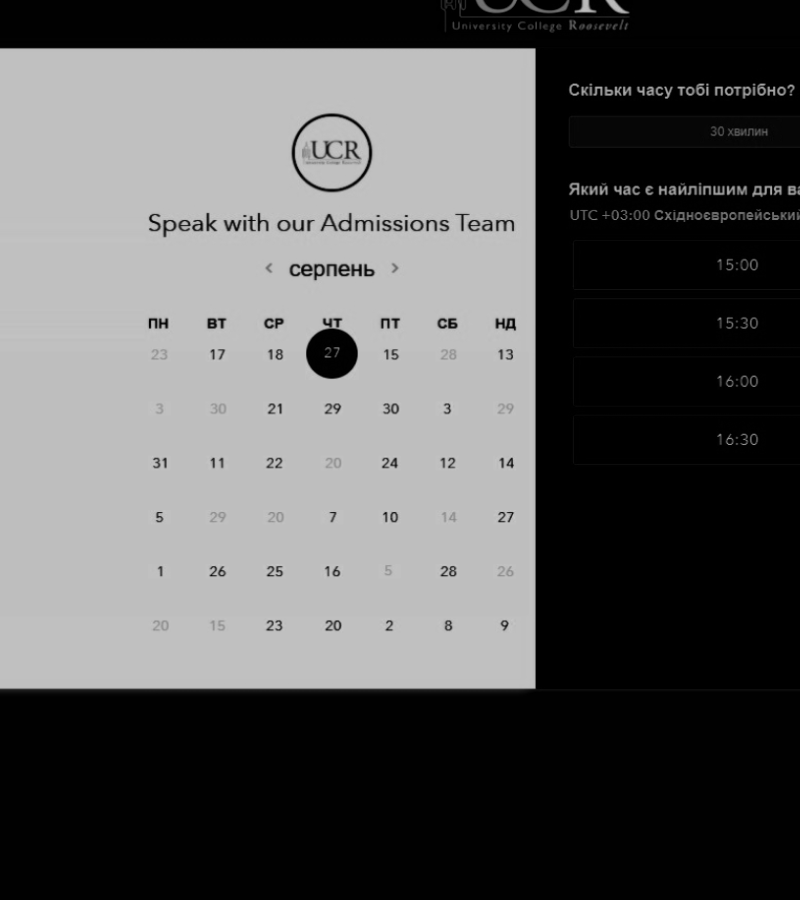 UCR
University College Roosevelt
UCR
Speak with our Admissions Team
< серпень >
ПН ВТ СР ЧТ ПТ СБ НД
23 17 18 27 15 28 13
3 30 21 29 30 3 29
31 11 22 20 24 12 14
5 29 20 7 10 14 27
1 26 25 16 5 28 26
20 15 23 20 2 8 9
Скільки часу тобі потрібно?
30 хвилин
Який час є найліпшим для ва
UTC +03:00 Східноєвропейський
15:00
15:30
16:00
16:30